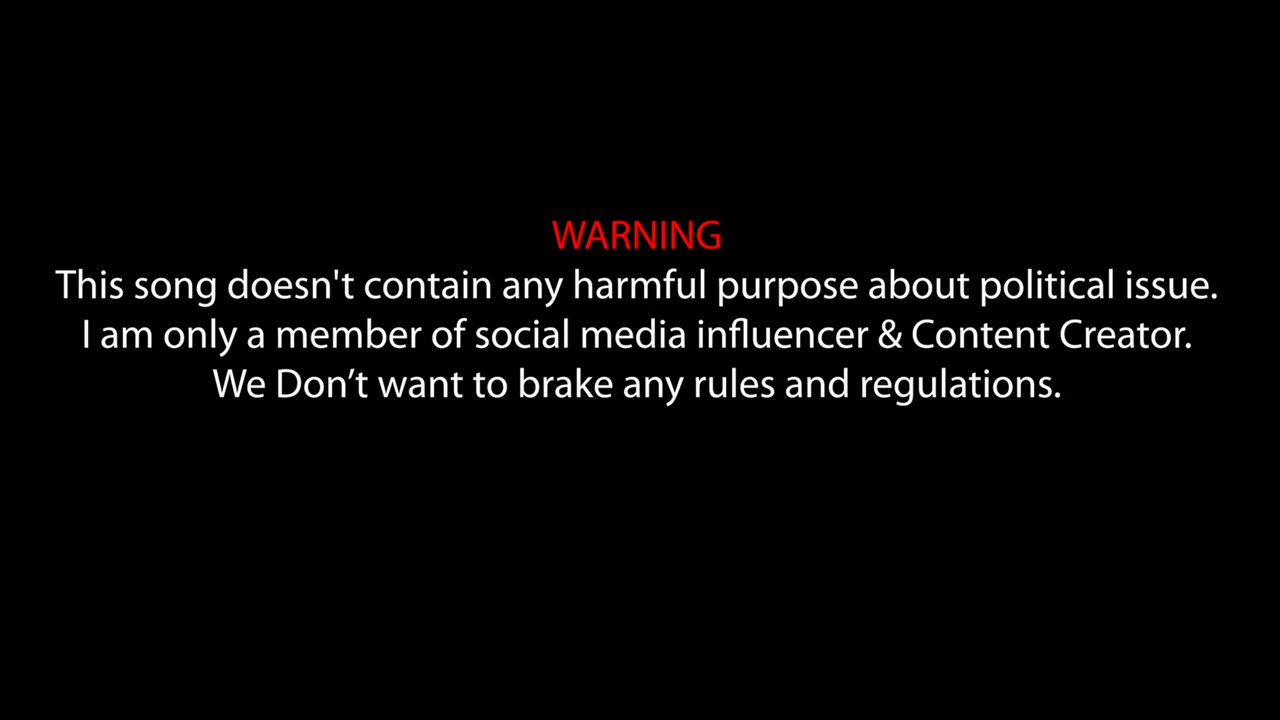 WARNING
This song doesn't contain any harmful purpose about political issue.
I am only a member of social media influencer & Content Creator.
We Don’t want to brake any rules and regulations.